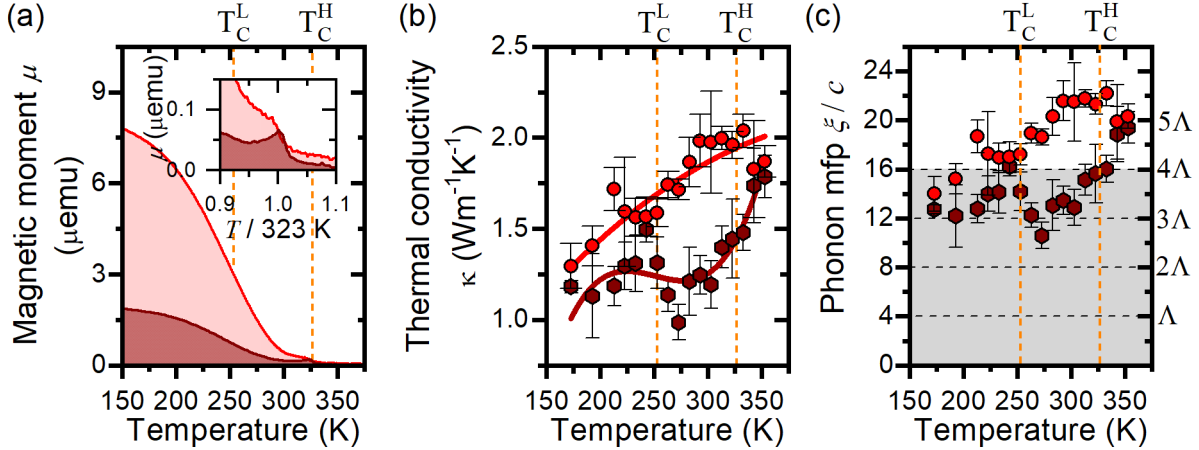 (a)
T_C^L
T_C^H
Magnetic moment μ
(μemu)
9
6
3
0
150
200
250
300
350
Temperature (K)
μ (μemu)
0.1
0
0.9
1.0
1.1
T / 323 K
(b)
T_C^L
T_C^H
Thermal conductivity
κ (Wm⁻¹K⁻¹)
2.5
2.0
1.5
1.0
150
200
250
300
350
Temperature (K)
(c)
T_C^L
T_C^H
Phonon mfp ξ / c
24
20
16
12
8
4
0
5Λ
4Λ
3Λ
2Λ
Λ
150
200
250
300
350
Temperature (K)